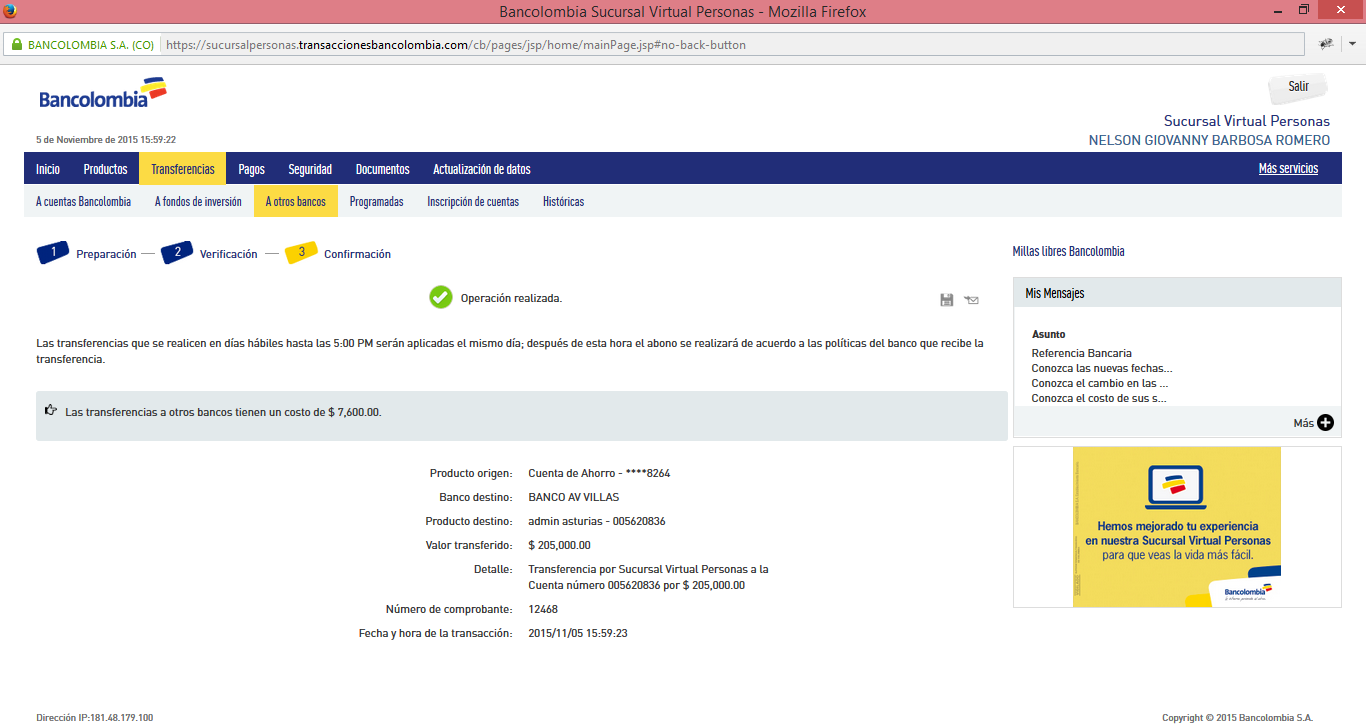 Bancolombia Sucursal Virtual Personas - Mozilla Firefox
BANCOLOMBIA S.A. (CO)
https://sucursalpersonas.transaccionesbancolombia.com/cb/pages/jsp/home/mainPage.jsp#no-back-button
Bancolombia
Salir
Sucursal Virtual Personas
5 de Noviembre de 2015 15:59:22
NELSON GIOVANNY BARBOSA ROMERO
Inicio Productos Transferencias Pagos Seguridad Documentos Actualización de datos Más servicios
A cuentas Bancolombia A fondos de inversión A otros bancos Programadas Inscripción de cuentas Históricas
1 Preparación 2 Verificación 3 Confirmación
Operación realizada.
Las transferencias que se realicen en días hábiles hasta las 5:00 PM serán aplicadas el mismo día; después de esta hora el abono se realizará de acuerdo a las políticas del banco que recibe la
transferencia.
Las transferencias a otros bancos tienen un costo de $ 7,600.00.
Producto origen: Cuenta de Ahorro - ****8264
Banco destino: BANCO AV VILLAS
Producto destino: admin asturias - 005620836
Valor transferido: $ 205,000.00
Detalle: Transferencia por Sucursal Virtual Personas a la
Cuenta número 005620836 por $ 205,000.00
Número de comprobante: 12468
Fecha y hora de la transacción: 2015/11/05 15:59:23
Millas libres Bancolombia
Mis Mensajes
Asunto
Referencia Bancaria
Conozca las nuevas fechas...
Conozca el cambio en las ...
Conozca el costo de sus s...
Más
Hemos mejorado tu experiencia
en nuestra Sucursal Virtual Personas
para que veas la vida más fácil.
Bancolombia
Dirección IP:181.48.179.100
Copyright © 2015 Bancolombia S.A.